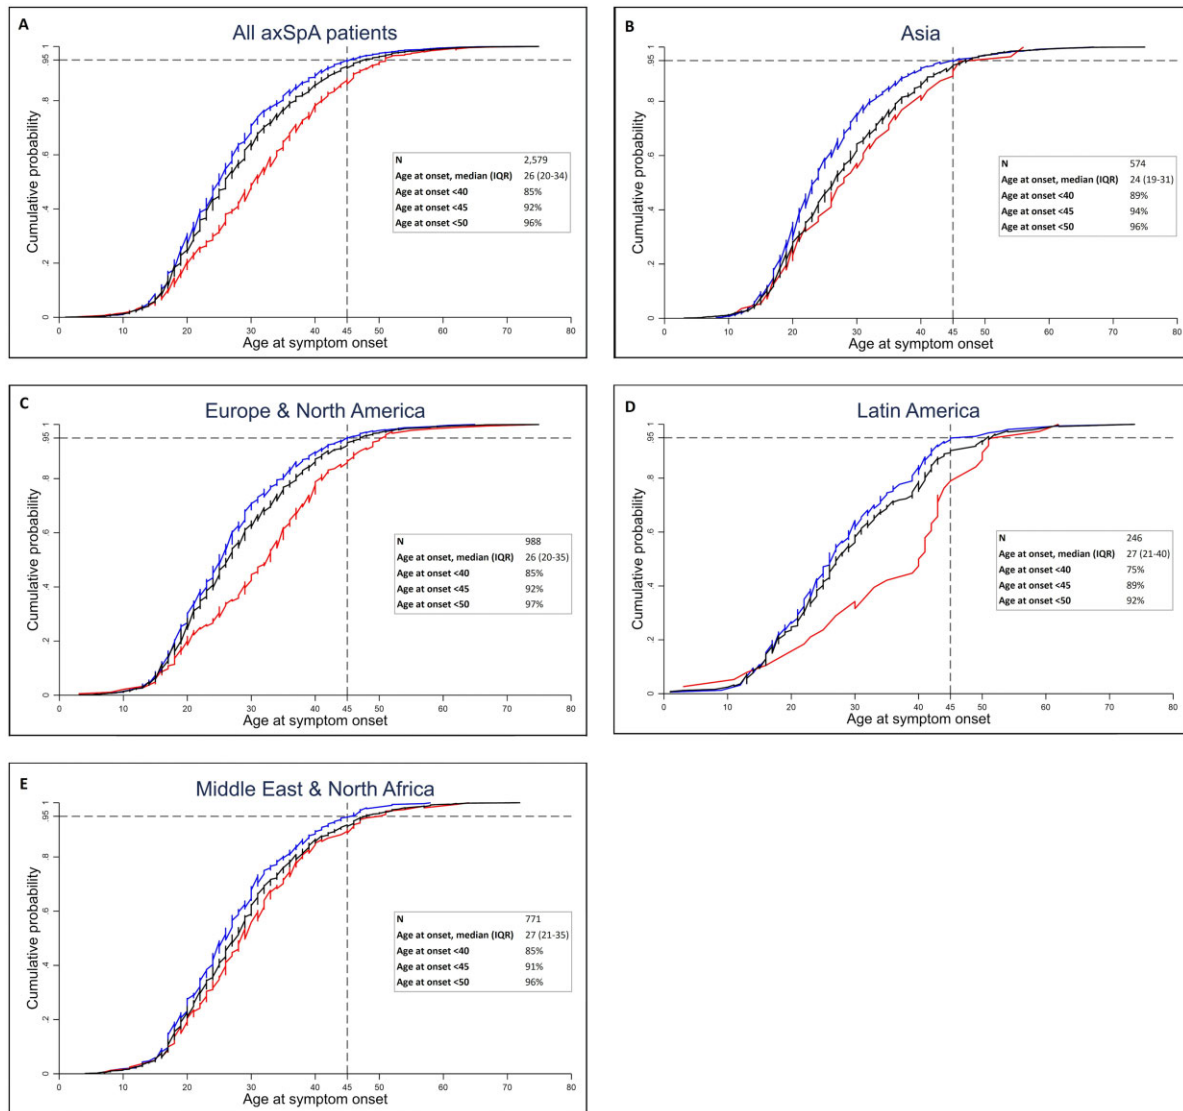 A
All axSpA patients
Cumulative probability
1
.95
.8
.6
.4
.2
0
N 2,579
Age at onset, median (IQR) 26 (20-34)
Age at onset <40 85%
Age at onset <45 92%
Age at onset <50 96%
0 10 20 30 40 45 50 60 70 80
Age at symptom onset
B
Asia
Cumulative probability
1
.95
.8
.6
.4
.2
0
N 574
Age at onset, median (IQR) 24 (19-31)
Age at onset <40 89%
Age at onset <45 94%
Age at onset <50 96%
0 10 20 30 40 45 50 60 70 80
Age at symptom onset
C
Europe & North America
Cumulative probability
1
.95
.8
.6
.4
.2
0
N 988
Age at onset, median (IQR) 26 (20-35)
Age at onset <40 85%
Age at onset <45 92%
Age at onset <50 97%
0 10 20 30 40 45 50 60 70 80
Age at symptom onset
D
Latin America
Cumulative probability
1
.95
.8
.6
.4
.2
0
N 246
Age at onset, median (IQR) 27 (21-40)
Age at onset <40 75%
Age at onset <45 89%
Age at onset <50 92%
0 10 20 30 40 45 50 60 70 80
Age at symptom onset
E
Middle East & North Africa
Cumulative probability
1
.95
.8
.6
.4
.2
0
N 771
Age at onset, median (IQR) 27 (21-35)
Age at onset <40 85%
Age at onset <45 91%
Age at onset <50 96%
0 10 20 30 40 45 50 60 70 80
Age at symptom onset